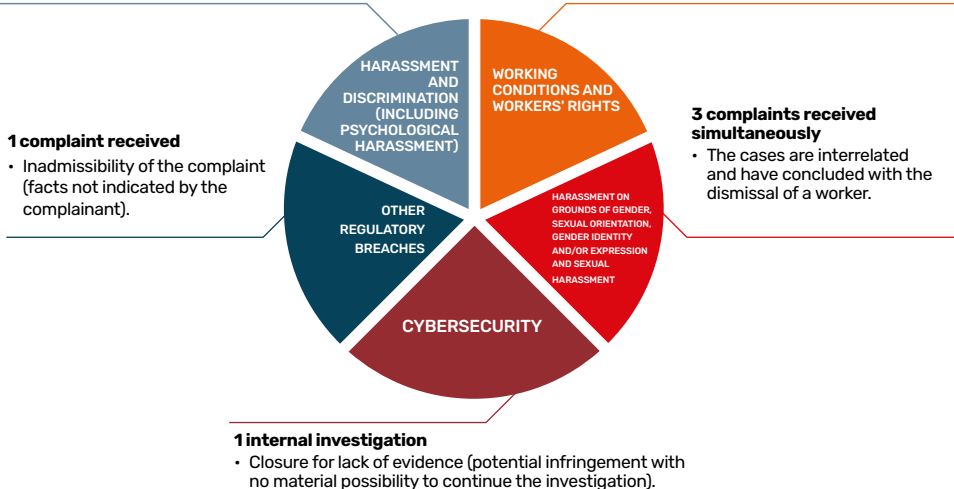 HARASSMENT
AND
DISCRIMINATION
(INCLUDING
PSYCHOLOGICAL
HARASSMENT)
WORKING
CONDITIONS AND
WORKERS' RIGHTS
1 complaint received
• Inadmissibility of the complaint
(facts not indicated by the
complainant).
3 complaints received
simultaneously
• The cases are interrelated
and have concluded with the
dismissal of a worker.
OTHER
REGULATORY
BREACHES
HARASSMENT ON
GROUNDS OF GENDER,
SEXUAL ORIENTATION,
GENDER IDENTITY
AND/OR EXPRESSION
AND SEXUAL
HARASSMENT
CYBERSECURITY
1 internal investigation
• Closure for lack of evidence (potential infringement with
no material possibility to continue the investigation).